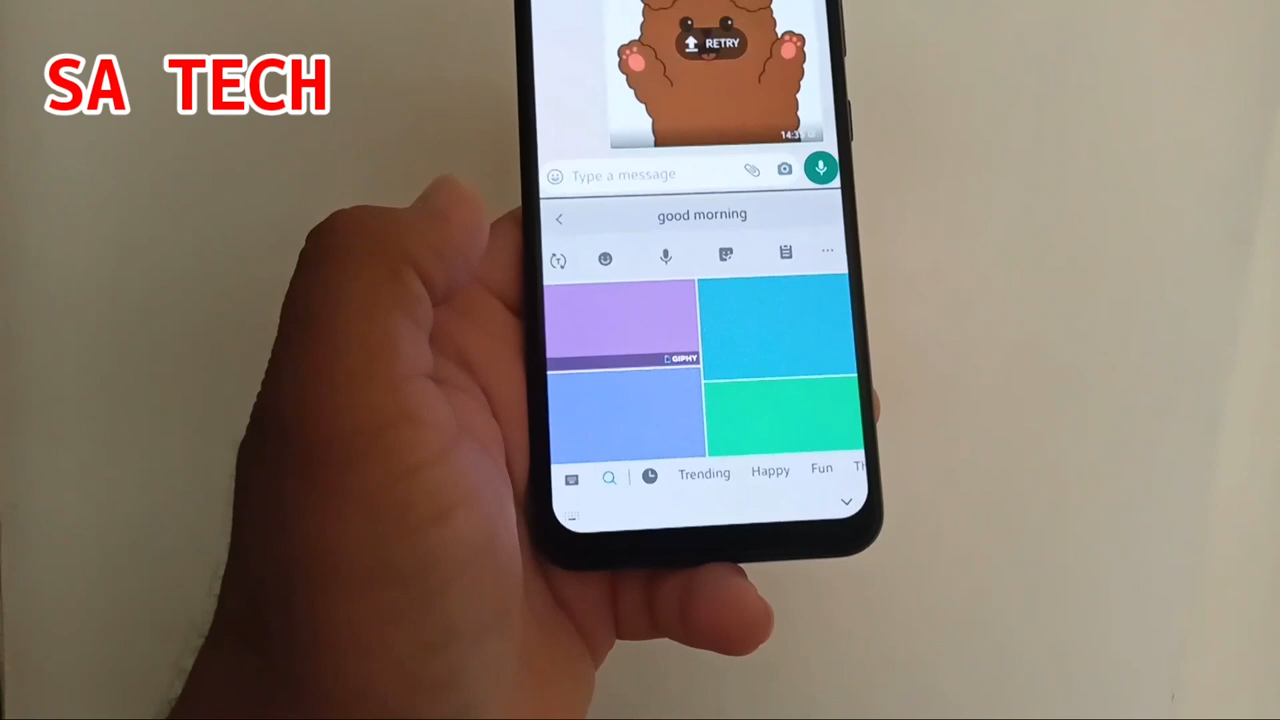 SA TECH
RETRY
Type a message
good morning
GIPHY
Trending Happy Fun